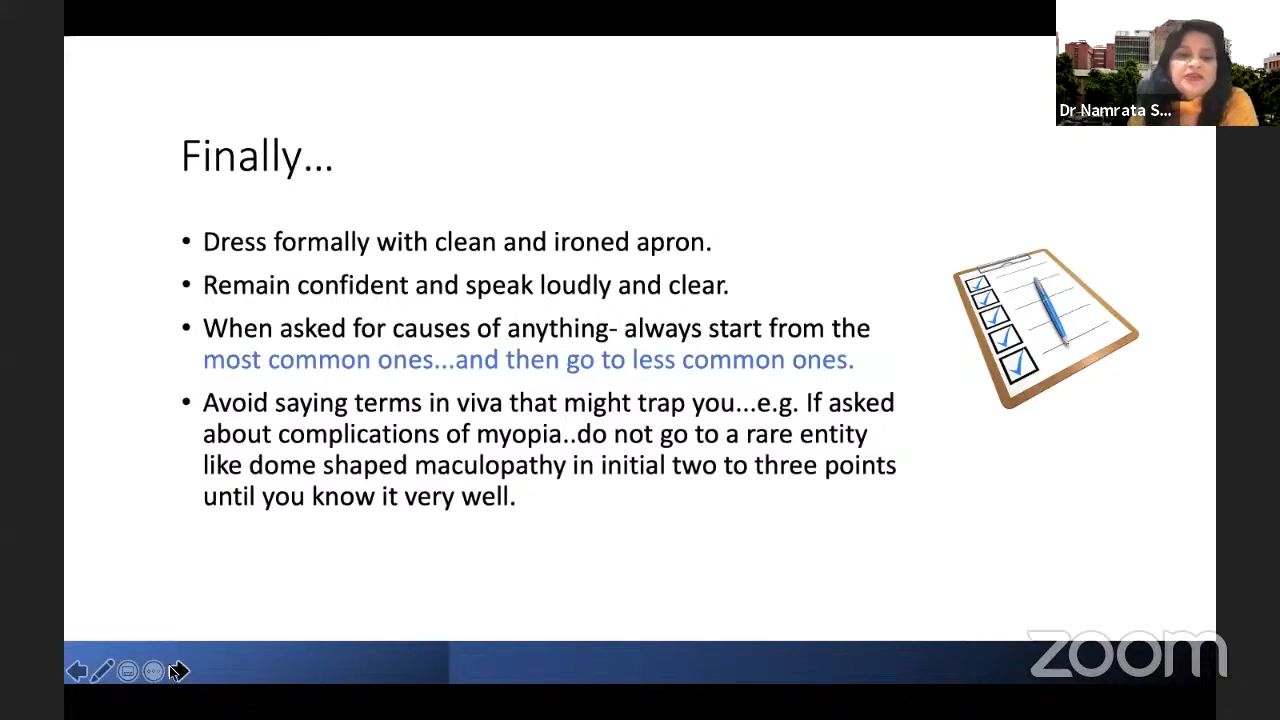 Dr Namrata S...
Finally...
• Dress formally with clean and ironed apron.
• Remain confident and speak loudly and clear.
• When asked for causes of anything- always start from the
most common ones...and then go to less common ones.
• Avoid saying terms in viva that might trap you...e.g. If asked
about complications of myopia..do not go to a rare entity
like dome shaped maculopathy in initial two to three points
until you know it very well.
zoom